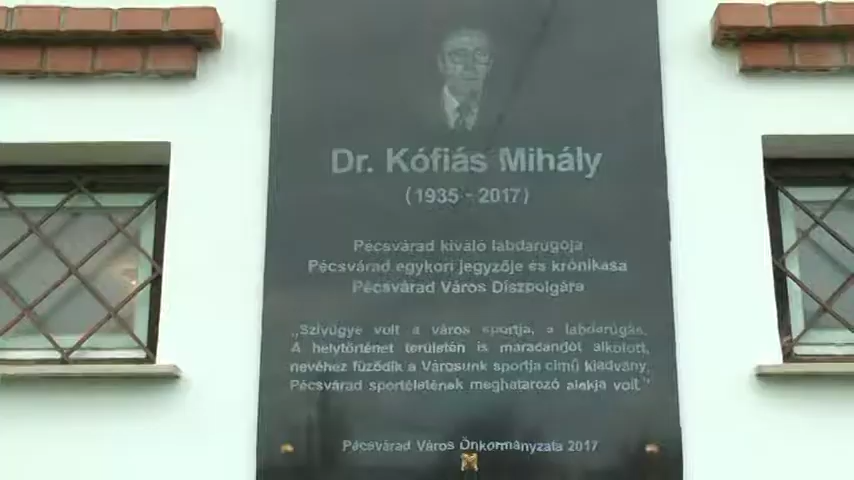 Dr. Kófiás Mihály
(1935 - 2017)
Pécsvárad kiváló labdarúgója
Pécsvárad egykori jegyzője és krónikása
Pécsvárad Város Díszpolgára
„Szívügye volt a város sportja, a labdarúgás.
A helytörténet területén is maradandót alkotott,
nevéhez fűződik a Városunk sportja című kiadvány,
Pécsvárad sportéletének meghatározó alakja volt.”
Pécsvárad Város Önkormányzata 2017